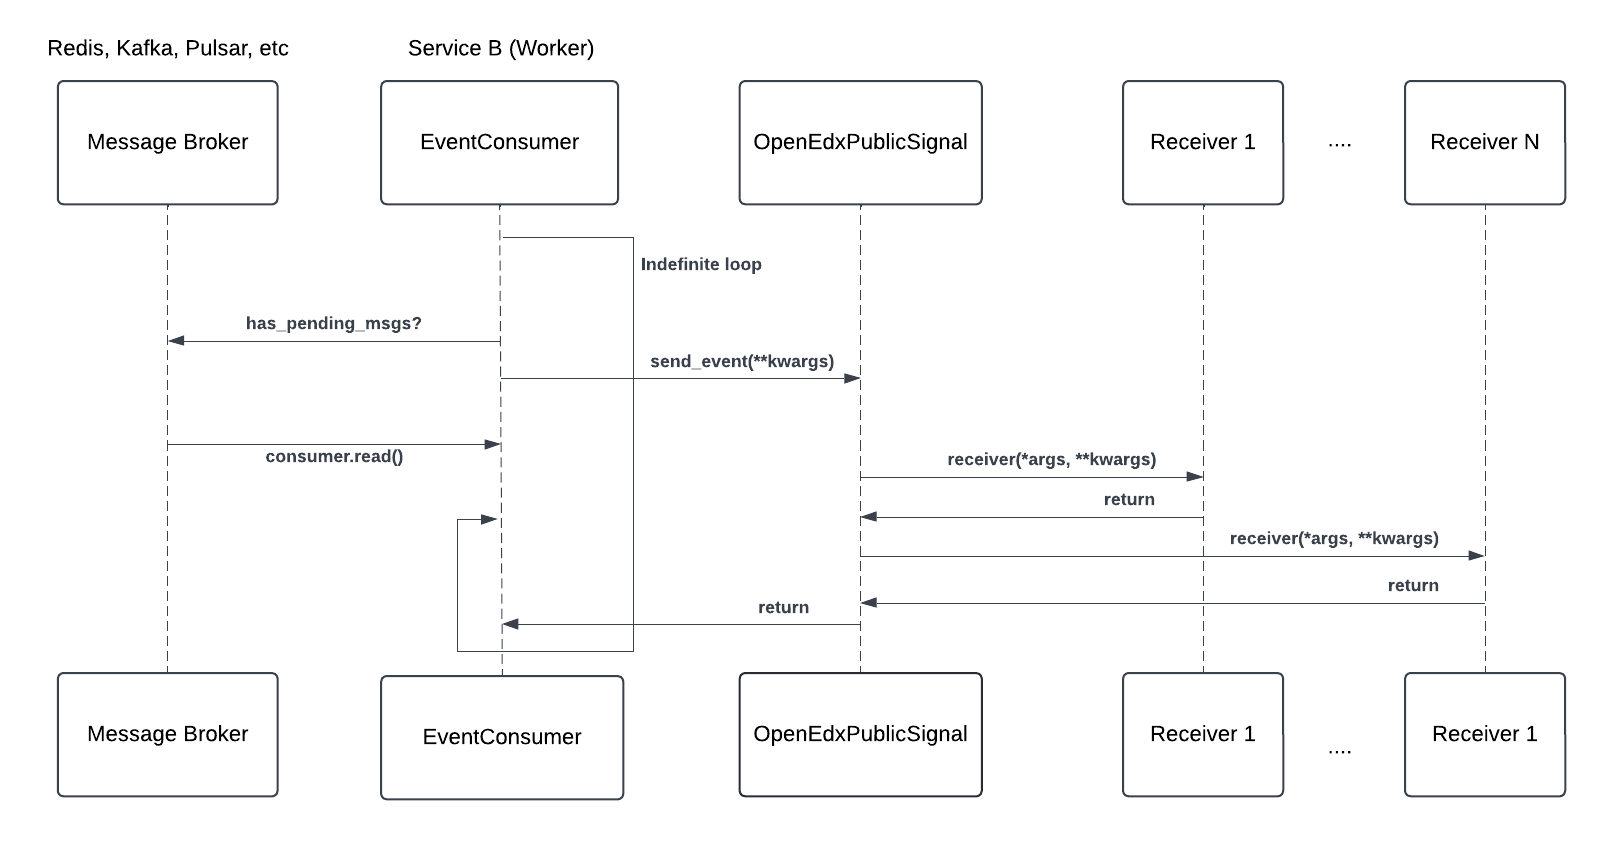 Redis, Kafka, Pulsar, etc
Service B (Worker)
Message Broker
EventConsumer
OpenEdxPublicSignal
Receiver 1
....
Receiver N
Indefinite loop
has_pending_msgs?
send_event(**kwargs)
consumer.read()
receiver(*args, **kwargs)
return
receiver(*args, **kwargs)
return
return
Message Broker
EventConsumer
OpenEdxPublicSignal
Receiver 1
....
Receiver 1